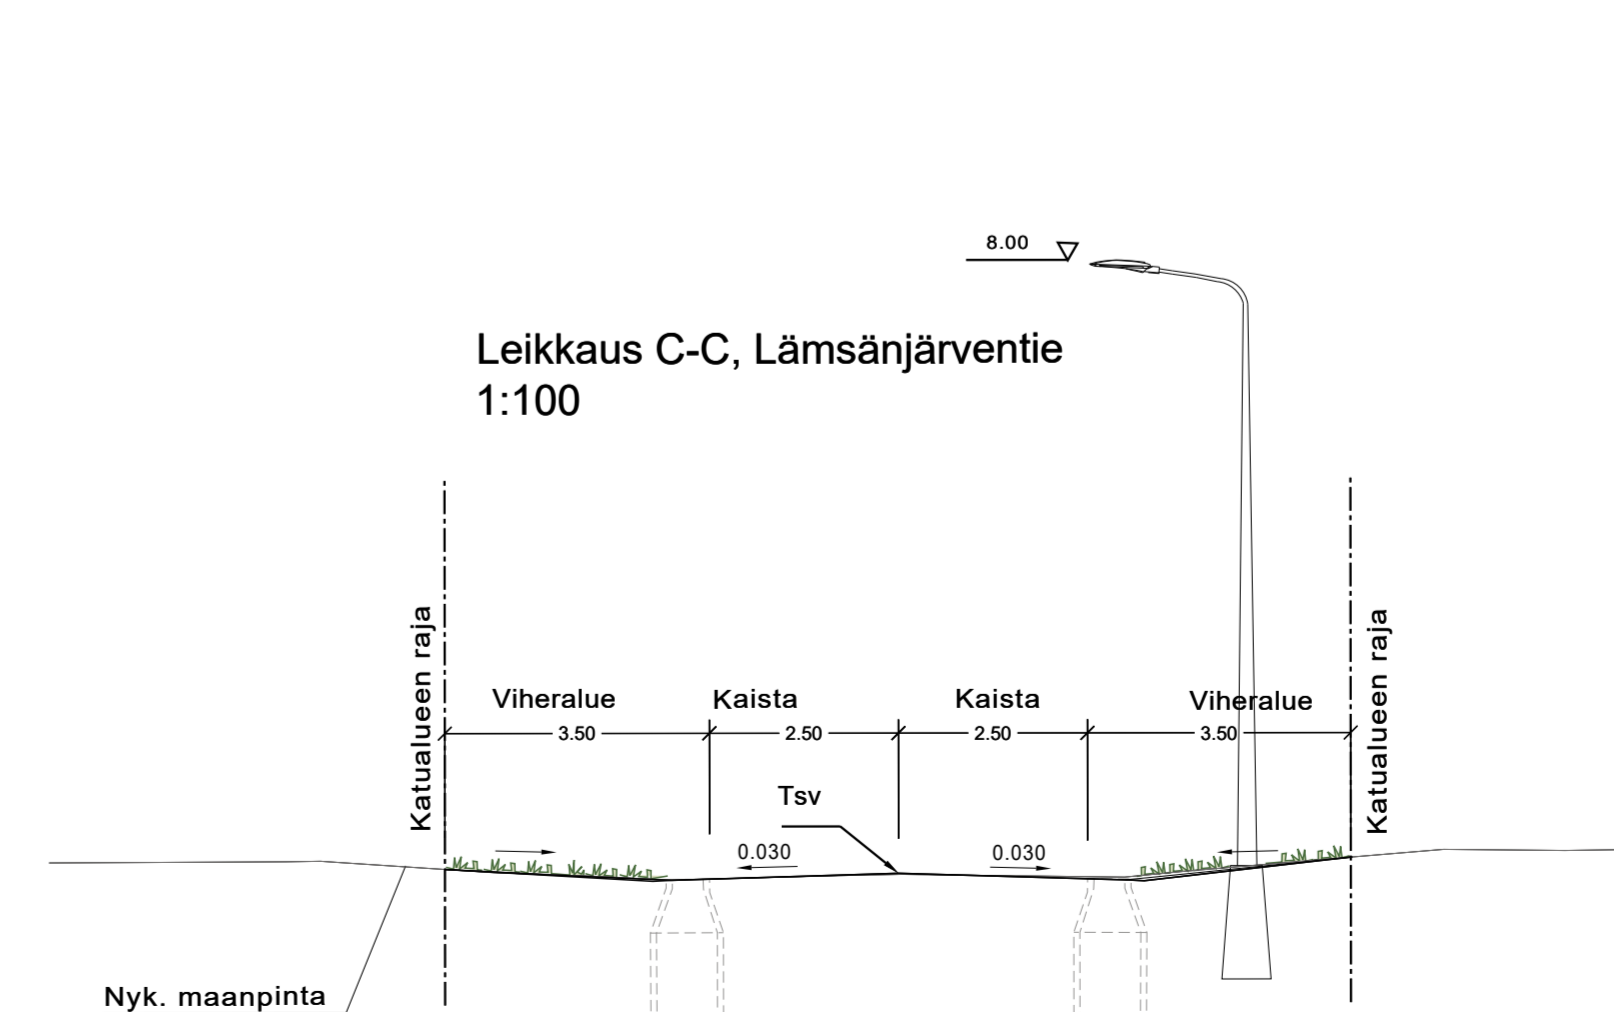 8.00
Leikkaus C-C, Lämsänjärventie
1:100
Katualueen raja
Viheralue
Kaista
Kaista
Viheralue
Katualueen raja
3.50
2.50
2.50
3.50
Tsv
0.030
0.030
Nyk. maanpinta